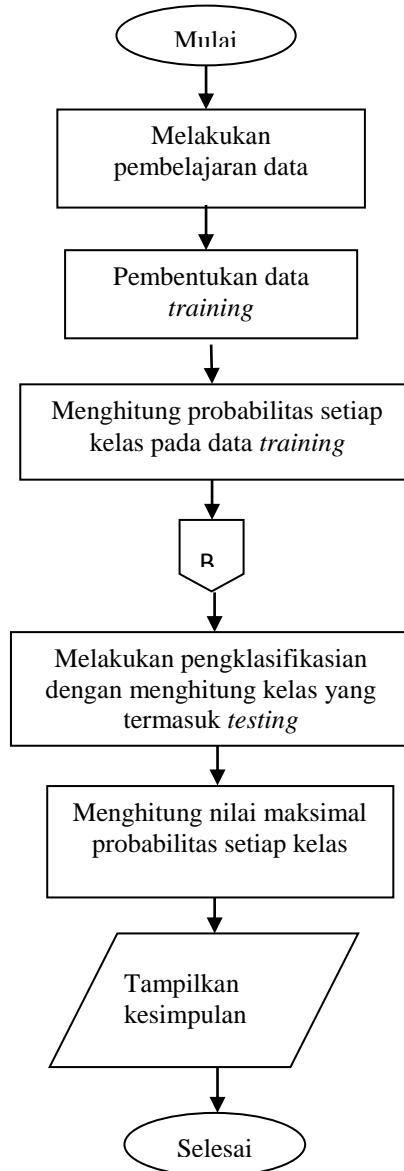 Mulai
Melakukan
pembelajaran data
Pembentukan data
training
Menghitung probabilitas setiap
kelas pada data training
B
Melakukan pengklasifikasian
dengan menghitung kelas yang
termasuk testing
Menghitung nilai maksimal
probabilitas setiap kelas
Tampilkan
kesimpulan
Selesai